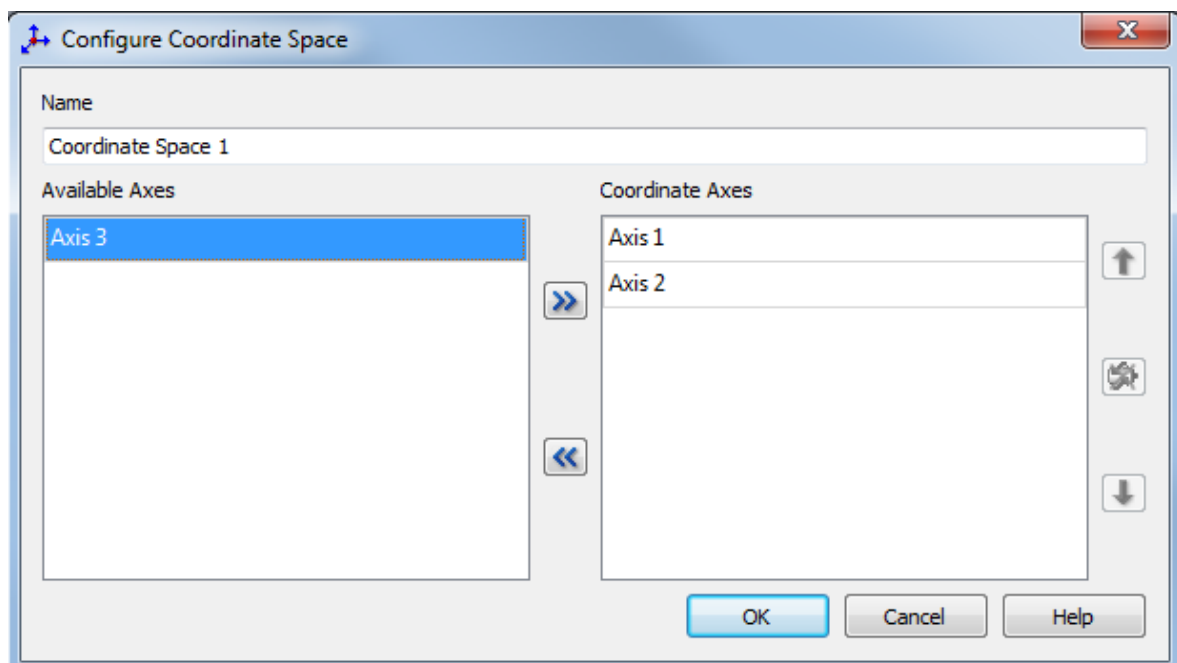 Configure Coordinate Space
Name
Coordinate Space 1
Available Axes
Coordinate Axes
Axis 3
Axis 1
Axis 2
OK
Cancel
Help